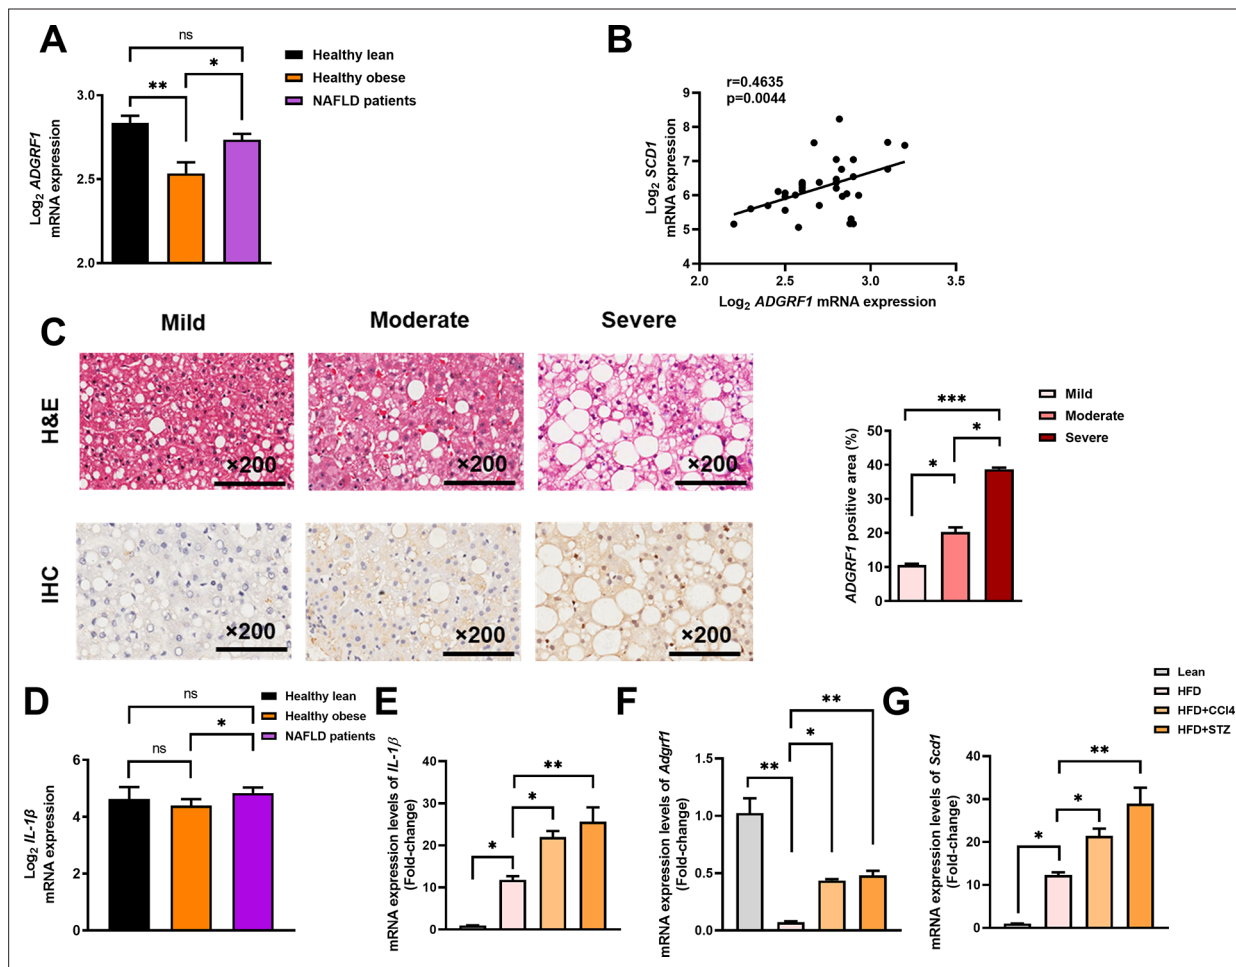 A
ns
**
*
Healthy lean
Healthy obese
NAFLD patients
3.0
2.5
2.0
Log2 ADGRF1
mRNA expression
B
r=0.4635
p=0.0044
9
8
7
6
5
4
Log2 SCD1
mRNA expression
2.0 2.5 3.0 3.5
Log2 ADGRF1 mRNA expression
C
Mild Moderate Severe
H&E
×200 ×200 ×200
IHC
×200 ×200 ×200
Mild
Moderate
Severe
***
*
*
50
40
30
20
10
0
ADGRF1 positive area (%)
D
ns
ns
*
Healthy lean
Healthy obese
NAFLD patients
6
4
2
0
Log2 IL-1β
mRNA expression
E
**
*
*
40
30
20
10
0
mRNA expression levels of IL-1β
(Fold-change)
F
**
*
**
1.5
1.0
0.5
0.0
mRNA expression levels of Adgrf1
(Fold-change)
G
Lean
HFD
HFD+CCl4
HFD+STZ
**
*
*
40
30
20
10
0
mRNA expression levels of Scd1
(Fold-change)